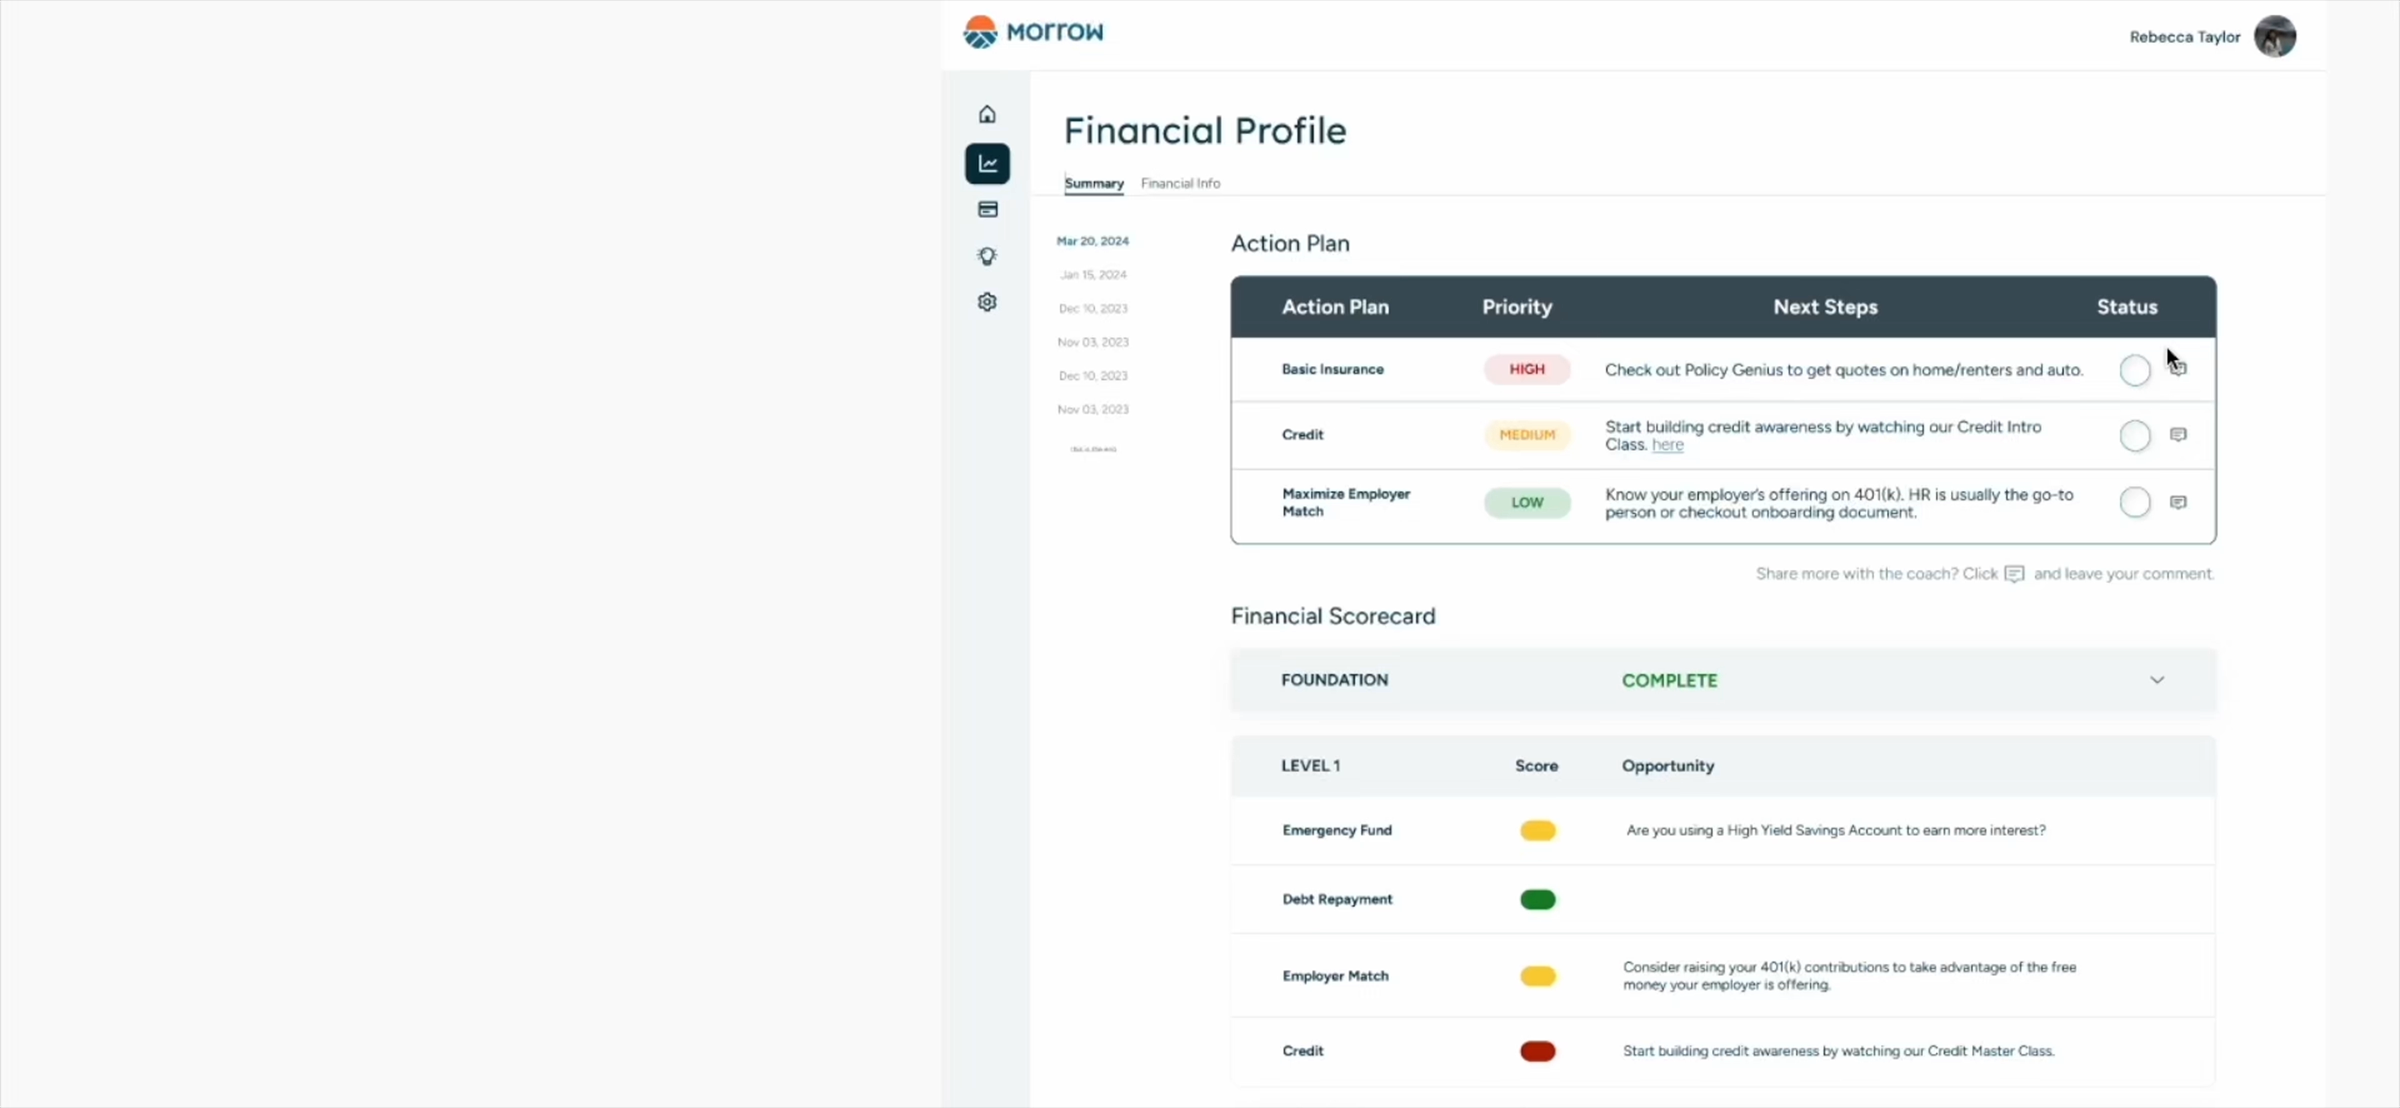 MORROW
Rebecca Taylor
Financial Profile
Summary Financial Info
Mar 20, 2024
Jan 15, 2024
Dec 10, 2023
Nov 03, 2023
Dec 10, 2023
Nov 03, 2023
Action Plan
Action Plan Priority Next Steps Status
Basic Insurance HIGH Check out Policy Genius to get quotes on home/renters and auto.
Credit MEDIUM Start building credit awareness by watching our Credit Intro
Class. here
Maximize Employer
Match
LOW
Know your employer's offering on 401(k). HR is usually the go-to
person or checkout onboarding document.
Share more with the coach? Click and leave your comment.
Financial Scorecard
FOUNDATION COMPLETE
LEVEL 1 Score Opportunity
Emergency Fund Are you using a High Yield Savings Account to earn more interest?
Debt Repayment
Employer Match Consider raising your 401(k) contributions to take advantage of the free
money your employer is offering.
Credit Start building credit awareness by watching our Credit Master Class.